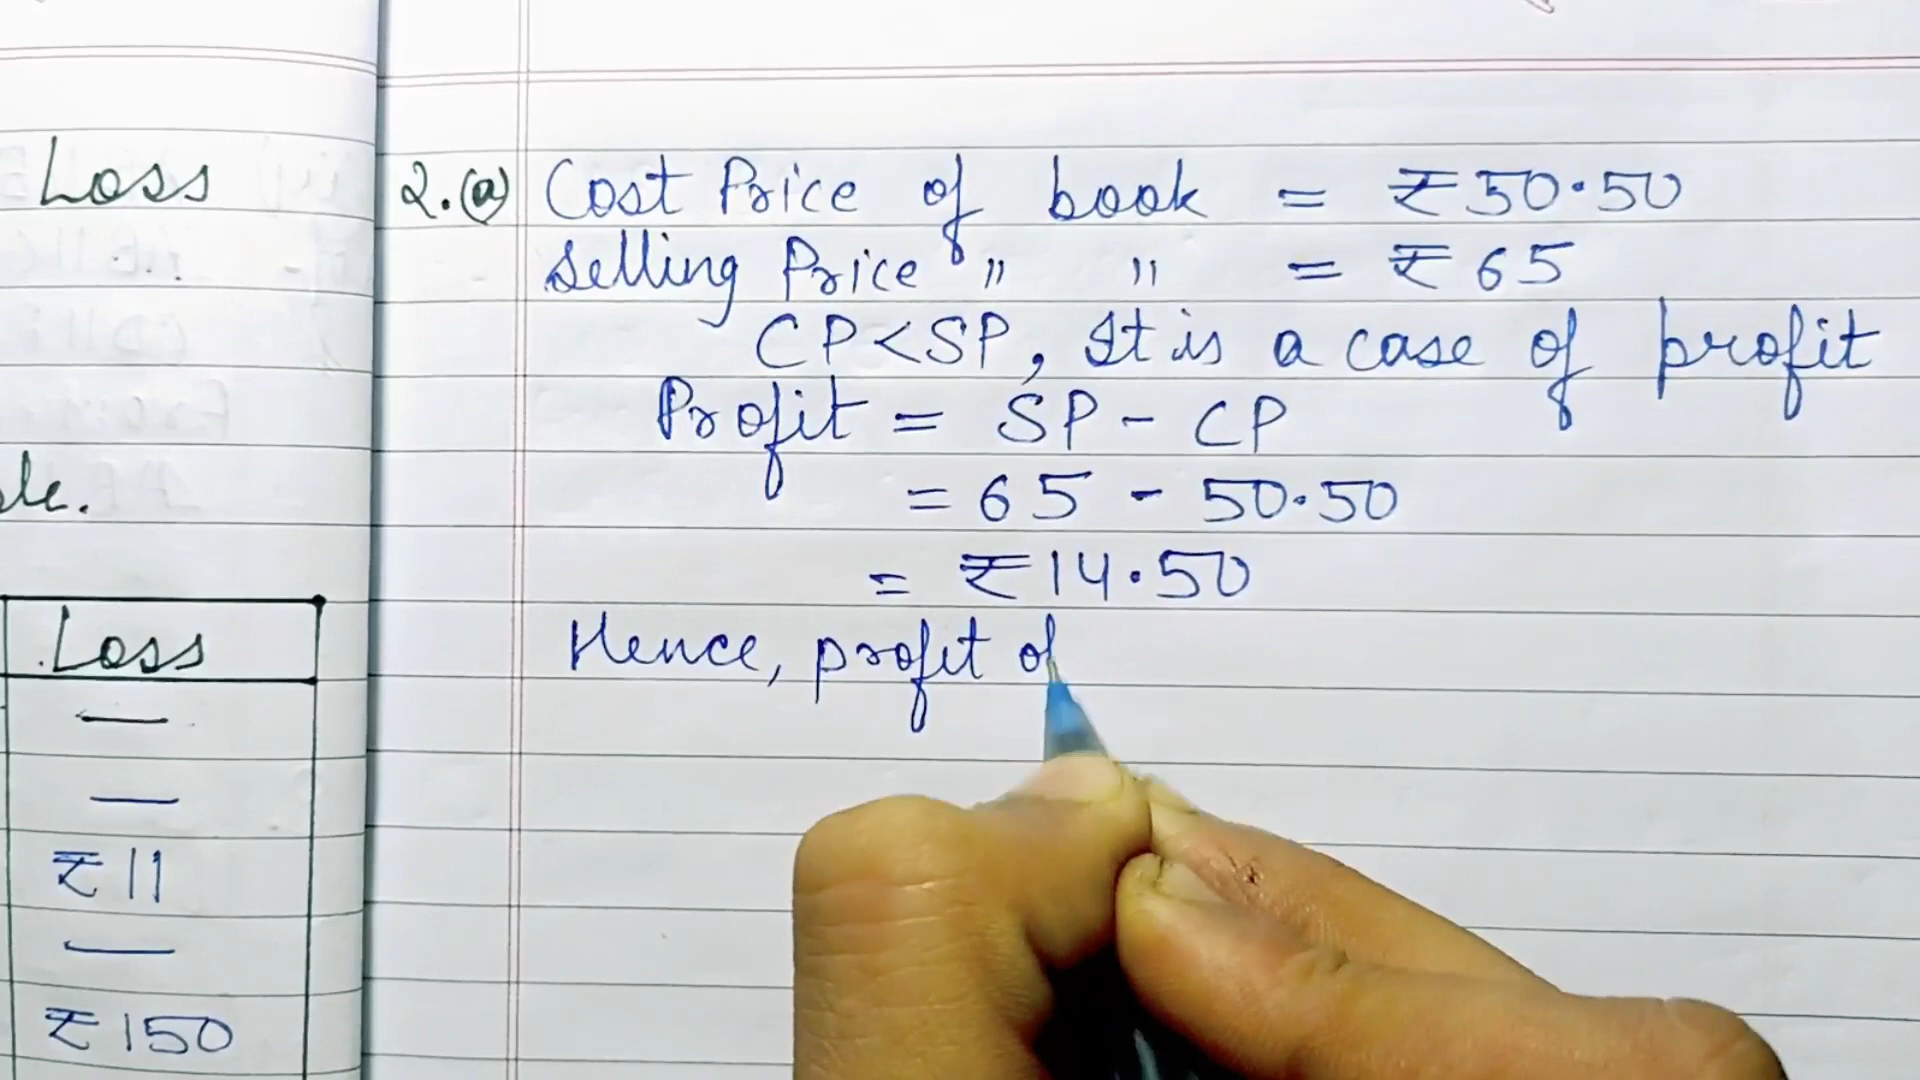 Loss
le.
Loss
—
—
₹11
—
₹150
2.(a) Cost Price of book = ₹50.50
Selling Price " " = ₹65
CP<SP, It is a case of profit
Profit = SP - CP
= 65 - 50.50
= ₹14.50
Hence, profit of